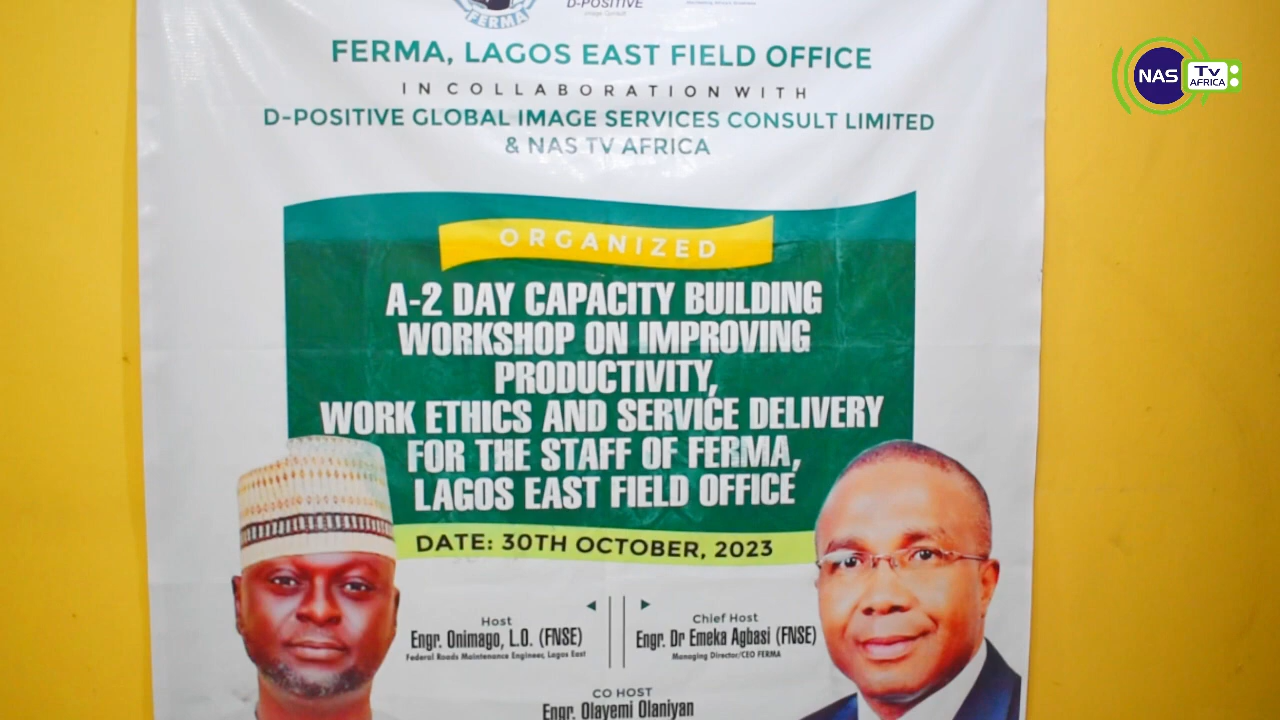 FERMA
D-POSITIVE
Image Consult
FERMA, LAGOS EAST FIELD OFFICE
IN COLLABORATION WITH
D-POSITIVE GLOBAL IMAGE SERVICES CONSULT LIMITED
& NAS TV AFRICA
ORGANIZED
A-2 DAY CAPACITY BUILDING
WORKSHOP ON IMPROVING
PRODUCTIVITY,
WORK ETHICS AND SERVICE DELIVERY
FOR THE STAFF OF FERMA,
LAGOS EAST FIELD OFFICE
DATE: 30TH OCTOBER, 2023
Host
Engr. Onimago, L.O. (FNSE)
Federal Roads Maintenance Engineer, Lagos East
Chief Host
Engr. Dr Emeka Agbasi (FNSE)
Managing Director/CEO FERMA
CO HOST
Engr. Olayemi Olaniyan
NAS Tv
AFRICA